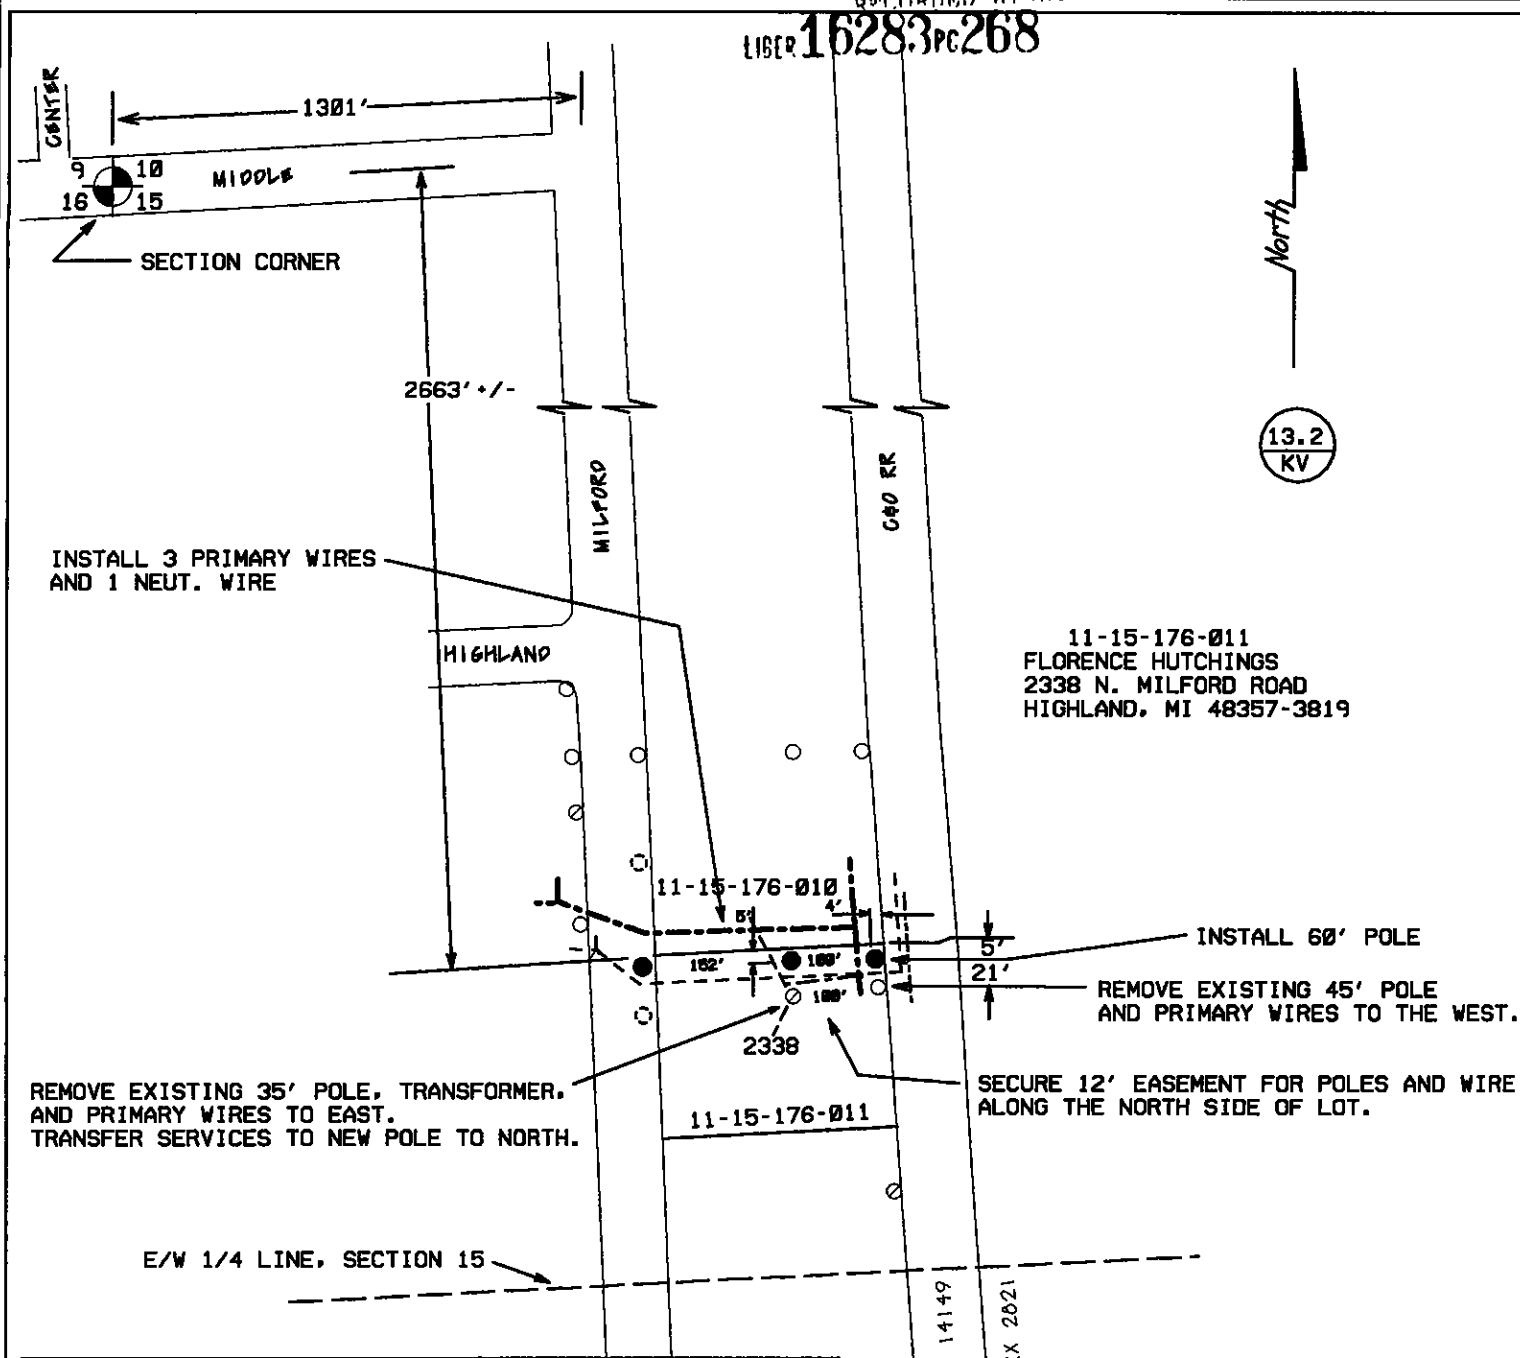 LIBER 16283 PG 268
CENTER
1301'
9 10
16 15
MIDDLE
SECTION CORNER
North
2663' +/-
13.2
KV
MILFORD
C&O RR
INSTALL 3 PRIMARY WIRES
AND 1 NEUT. WIRE
HIGHLAND
11-15-176-011
FLORENCE HUTCHINGS
2338 N. MILFORD ROAD
HIGHLAND, MI 48357-3819
11-15-176-010
5'
4'
152'
INSTALL 60' POLE
5'
21'
REMOVE EXISTING 45' POLE
AND PRIMARY WIRES TO THE WEST.
2338
REMOVE EXISTING 35' POLE, TRANSFORMER,
AND PRIMARY WIRES TO EAST.
TRANSFER SERVICES TO NEW POLE TO NORTH.
SECURE 12' EASEMENT FOR POLES AND WIRE
ALONG THE NORTH SIDE OF LOT.
11-15-176-011
E/W 1/4 LINE, SECTION 15
14149
X 2821